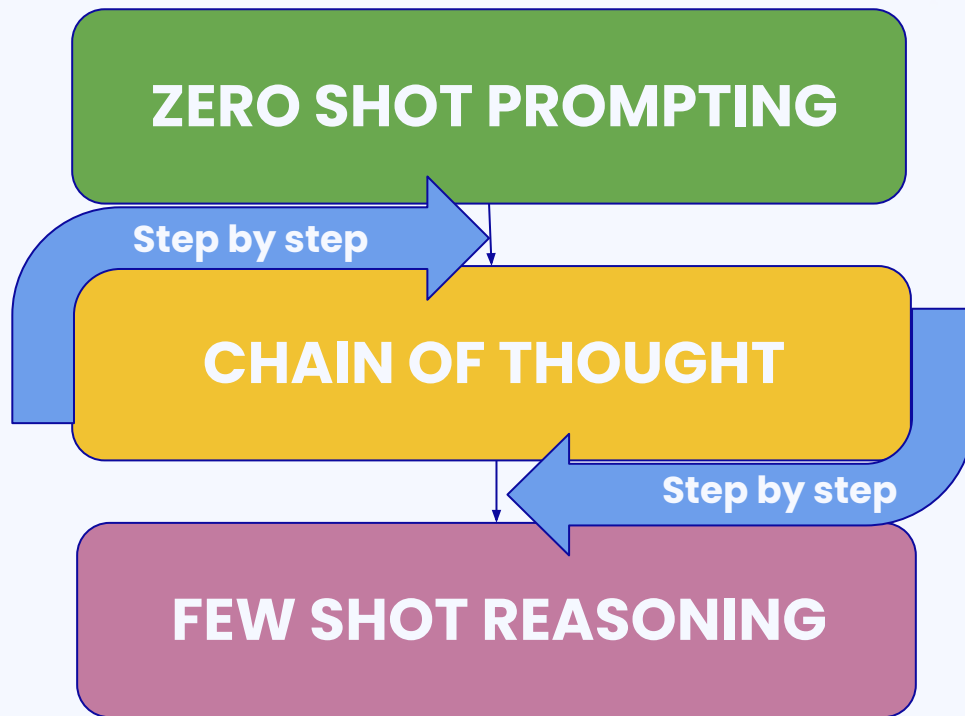 ZERO SHOT PROMPTING
Step by step
CHAIN OF THOUGHT
Step by step
FEW SHOT REASONING